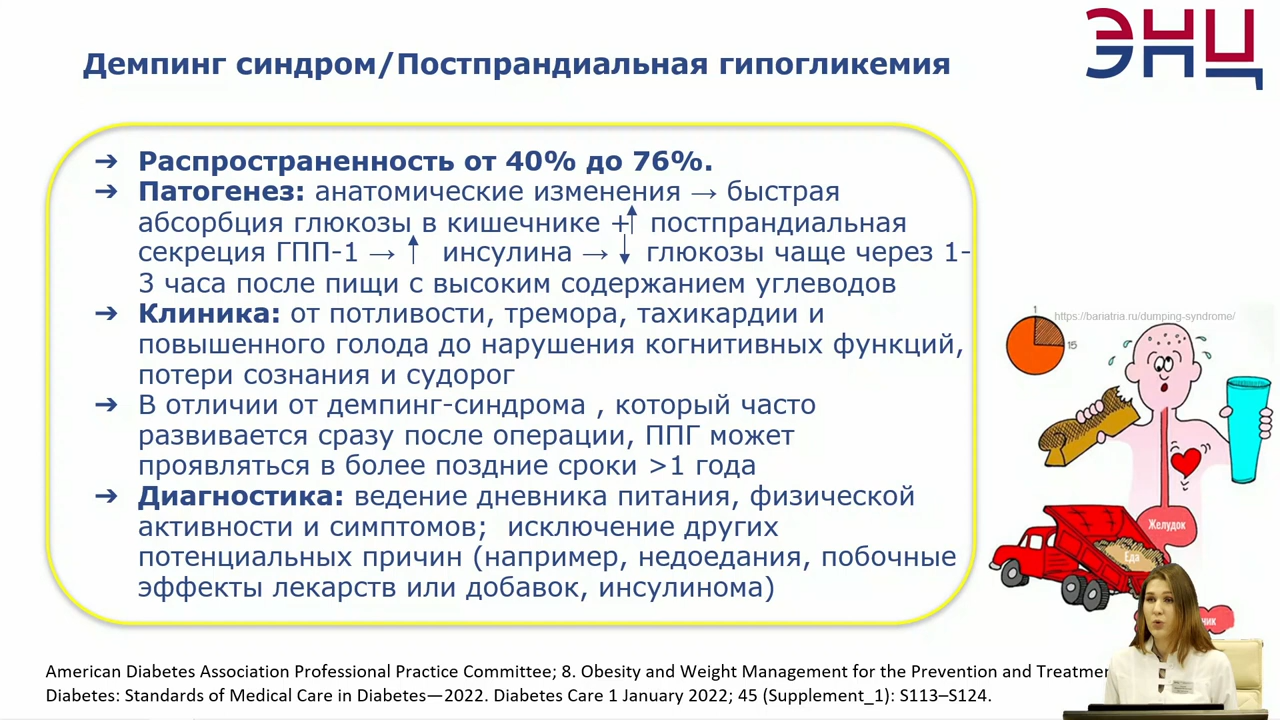 ЭНЦ
ЭНЦ
Демпинг синдром/Постпрандиальная гипогликемия
➔ Распространенность от 40% до 76%.
➔ Патогенез: анатомические изменения → быстрая
абсорбция глюкозы в кишечнике +↑ постпрандиальная
секреция ГПП-1 → ↑ инсулина → ↓ глюкозы чаще через 1-
3 часа после пищи с высоким содержанием углеводов
➔ Клиника: от потливости, тремора, тахикардии и
повышенного голода до нарушения когнитивных функций,
потери сознания и судорог
➔ В отличии от демпинг-синдрома , который часто
развивается сразу после операции, ППГ может
проявляться в более поздние сроки >1 года
➔ Диагностика: ведение дневника питания, физической
активности и симптомов; исключение других
потенциальных причин (например, недоедания, побочные
эффекты лекарств или добавок, инсулинома)
1
https://bariatria.ru/dumping-syndrome/
15
Желудок
Еда
American Diabetes Association Professional Practice Committee; 8. Obesity and Weight Management for the Prevention and
Diabetes: Standards of Medical Care in Diabetes—2022. Diabetes Care 1 January 2022; 45 (Supplement_1): S113–S124.